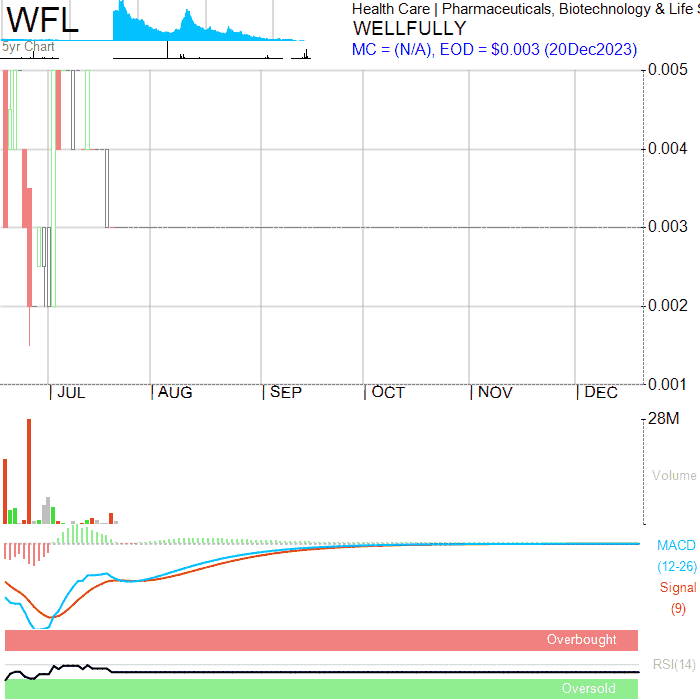 WFL
5yr Chart
Health Care | Pharmaceuticals, Biotechnology & Life S
WELLFULLY
MC = (N/A), EOD = $0.003 (20Dec2023)
0.005
0.004
0.003
0.002
0.001
JUL AUG SEP OCT NOV DEC
28M
Volume
MACD
(12-26)
Signal
(9)
Overbought
RSI(14)
Oversold